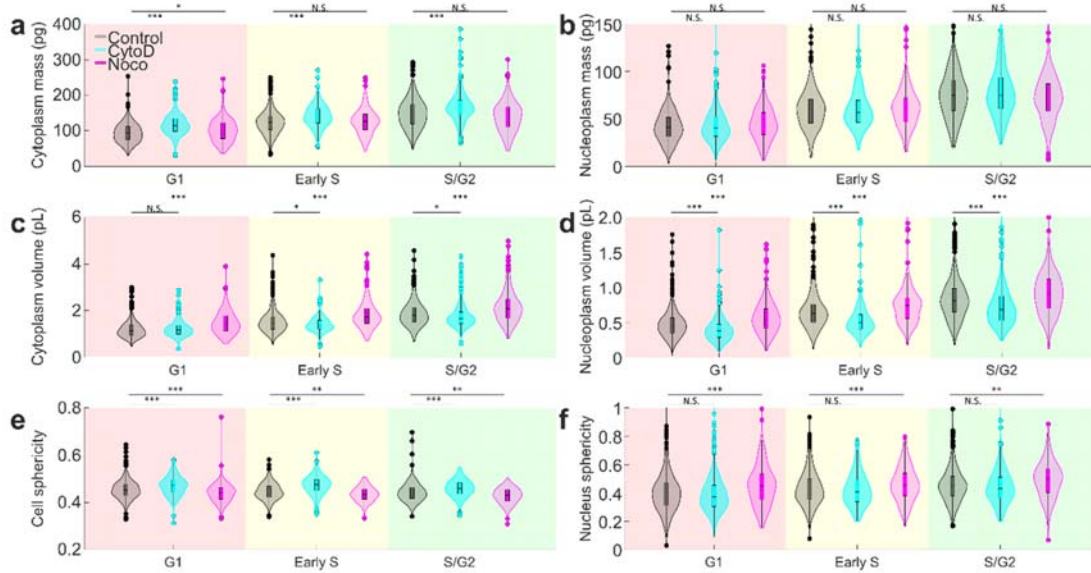 a
*
***
N.S.
***
N.S.
***
Cytoplasm mass (pg)
400
300
200
100
0
Control
CytoD
Noco
G1
Early S
S/G2
b
N.S.
N.S.
N.S.
N.S.
N.S.
N.S.
Nucleoplasm mass (pg)
150
100
50
0
G1
Early S
S/G2
c
***
N.S.
***
*
***
*
Cytoplasm volume (pL)
6
4
2
0
G1
Early S
S/G2
d
***
***
***
***
***
***
Nucleoplasm volume (pL)
2.0
1.5
1.0
0.5
0
G1
Early S
S/G2
e
***
***
**
***
**
***
Cell sphericity
0.8
0.6
0.4
0.2
G1
Early S
S/G2
f
***
N.S.
***
N.S.
**
N.S.
Nucleus sphericity
1
0.8
0.6
0.4
0.2
0
G1
Early S
S/G2